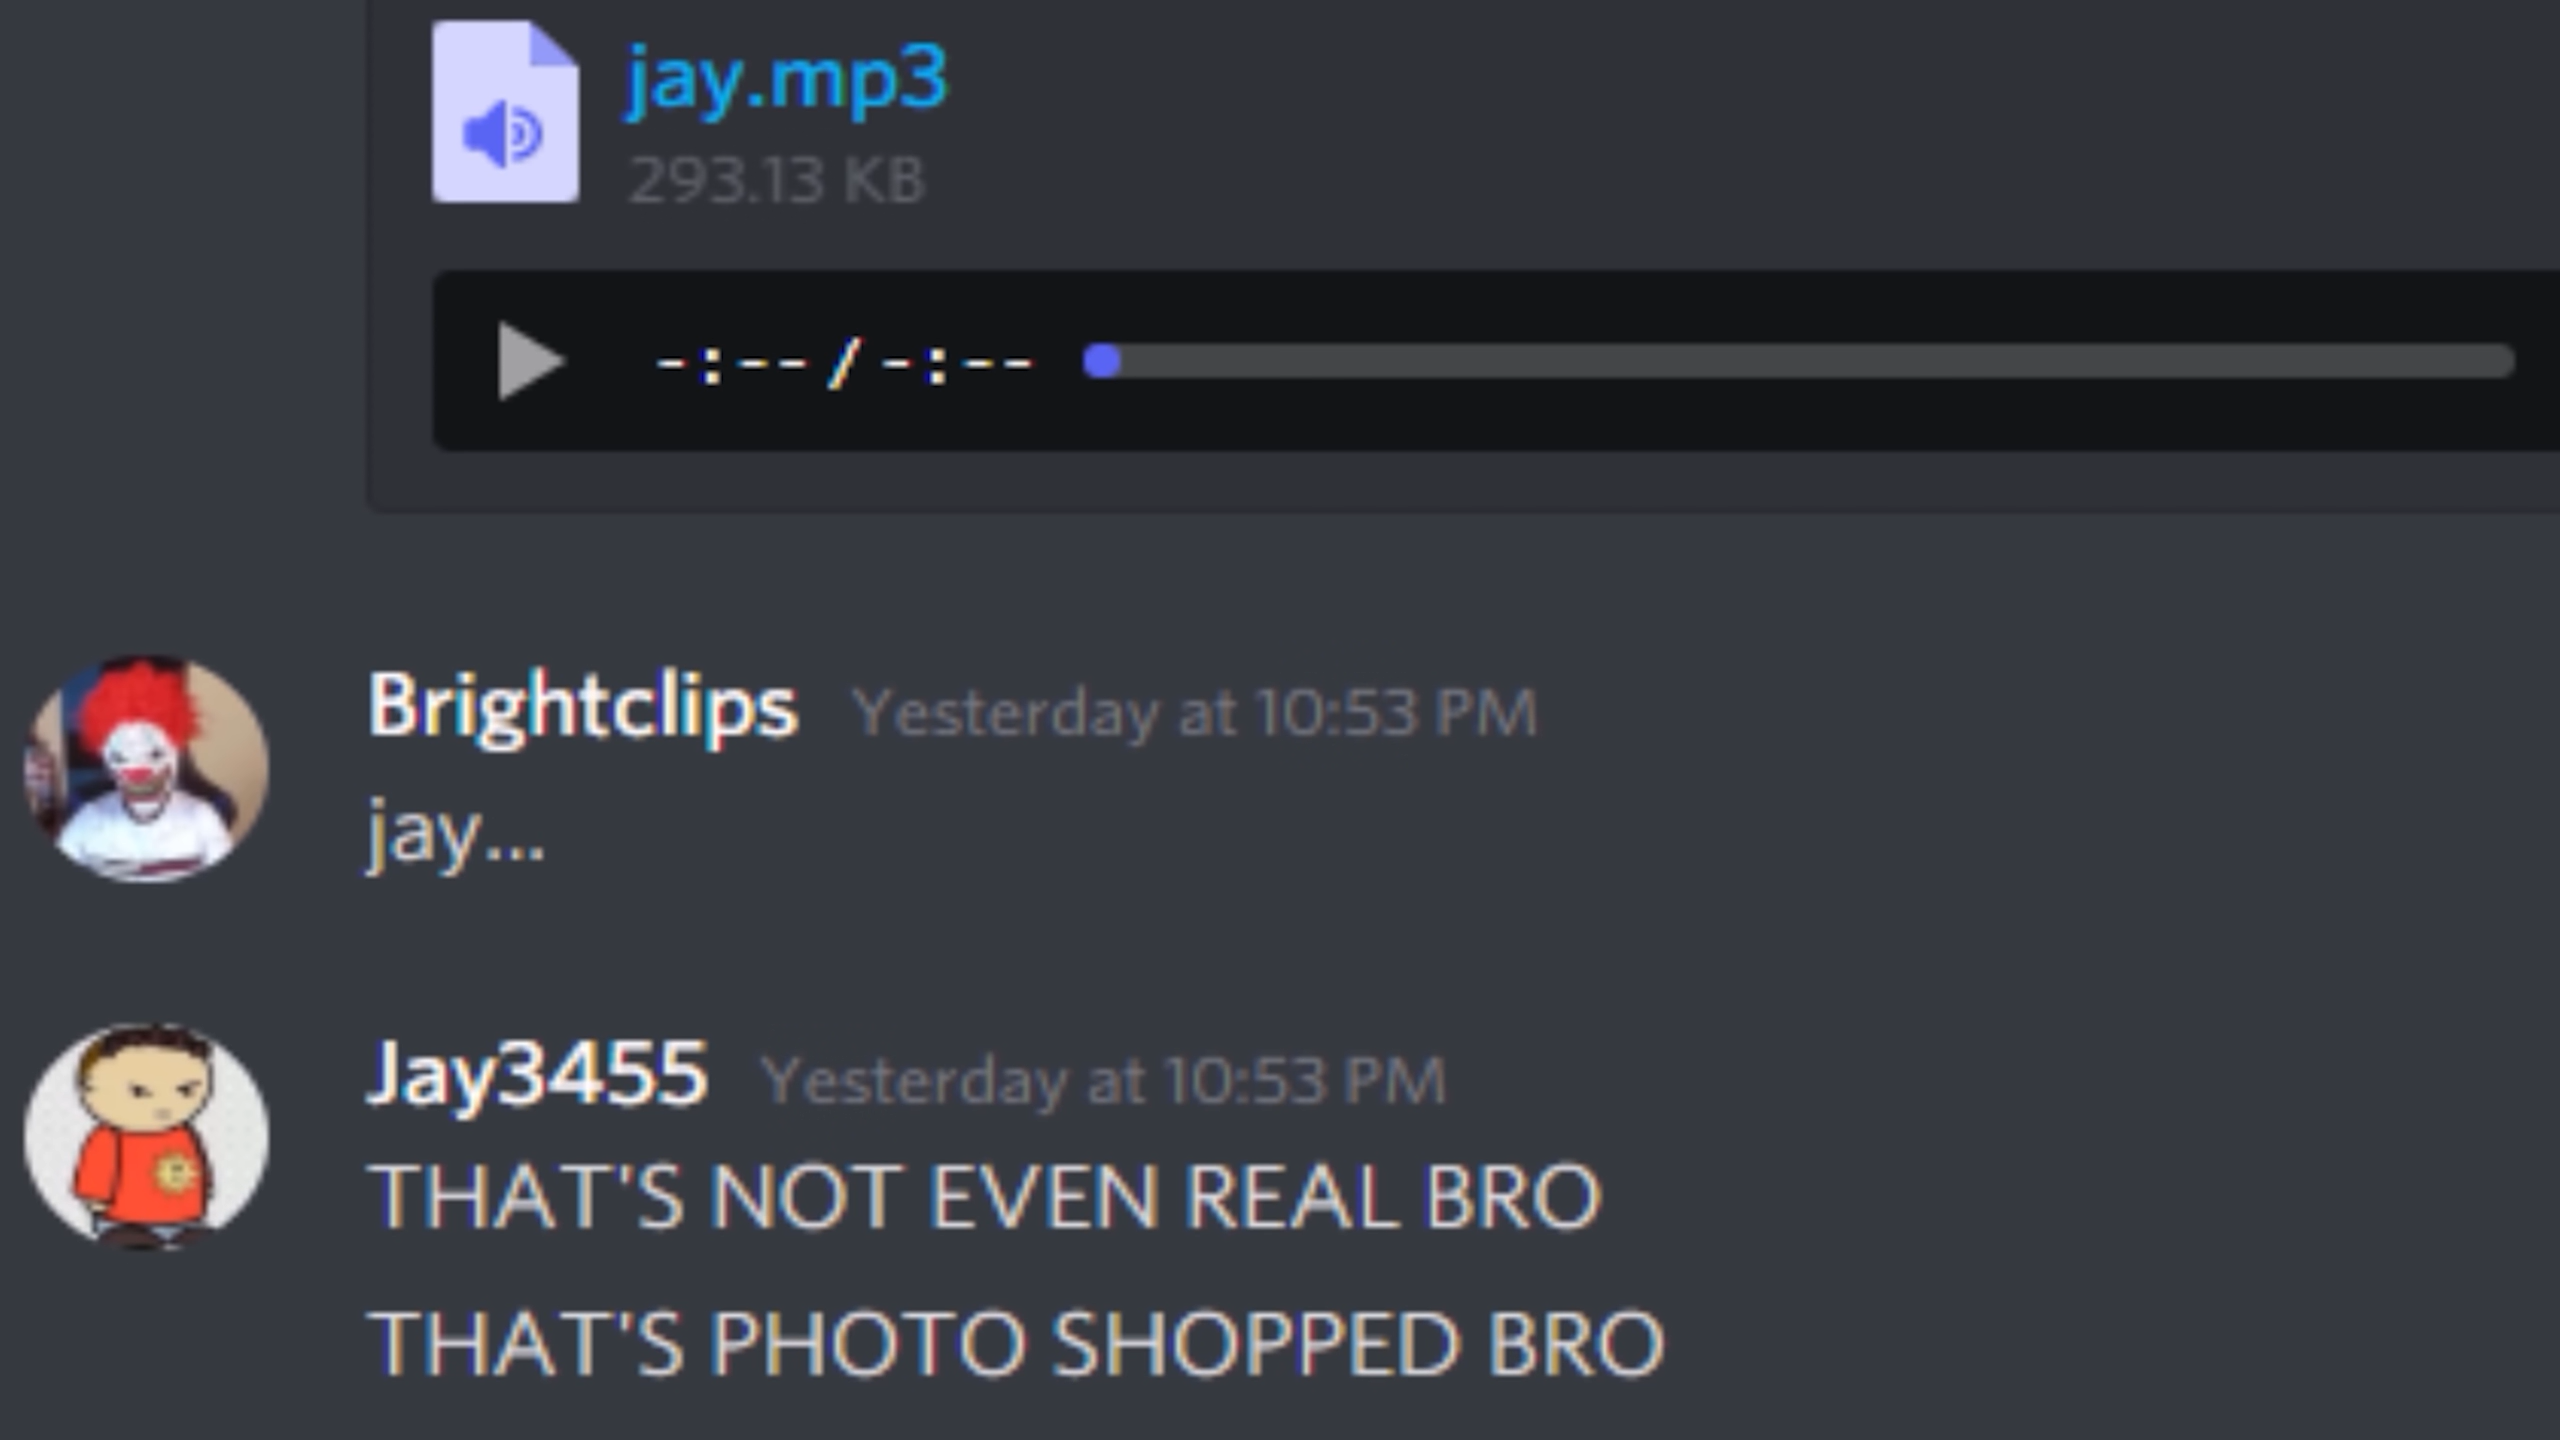 jay.mp3
293.13 KB
-:--/-:--
Brightclips Yesterday at 10:53 PM
jay...
Jay3455 Yesterday at 10:53 PM
THAT'S NOT EVEN REAL BRO
THAT'S PHOTO SHOPPED BRO